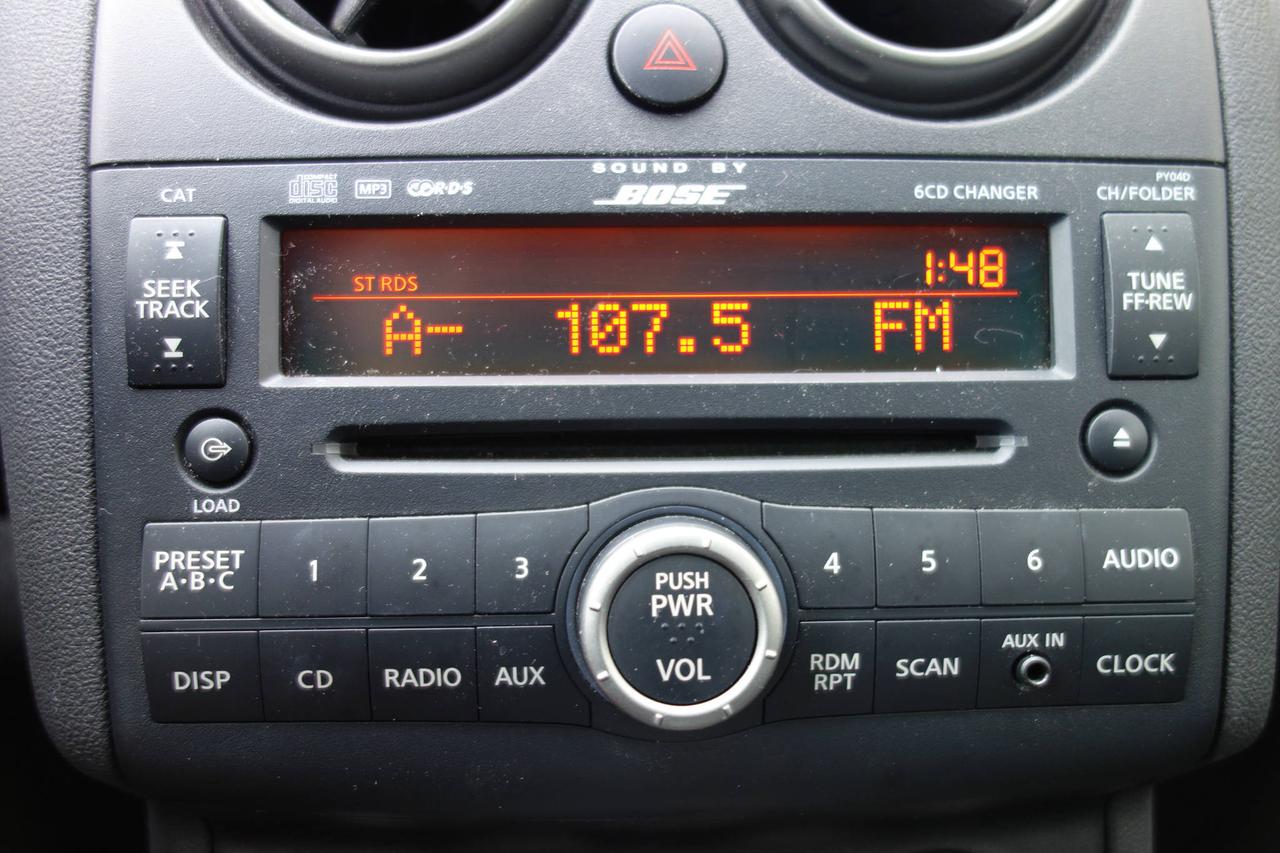 SOUND BY
BOSE
CAT
COMPACT
disc
DIGITAL AUDIO
MP3
R·D·S
6CD CHANGER
PY04D
CH/FOLDER
SEEK
TRACK
ST RDS
1:48
A- 107.5 FM
TUNE
FF·REW
LOAD
PRESET
A·B·C
1
2
3
PUSH
PWR
VOL
4
5
6
AUDIO
DISP
CD
RADIO
AUX
RDM
RPT
SCAN
AUX IN
CLOCK